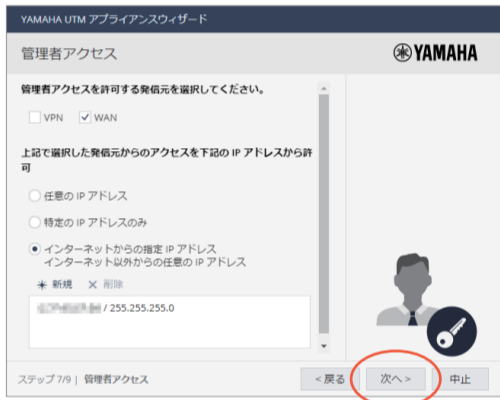 YAMAHA UTM アプライアンスウィザード
管理者アクセス
YAMAHA
管理者アクセスを許可する発信元を選択してください。
VPN
WAN
上記で選択した発信元からのアクセスを下記の IP アドレスから許
可
任意の IP アドレス
特定の IP アドレスのみ
インターネットからの指定 IP アドレス
インターネット以外からの任意の IP アドレス
新規
削除
/ 255.255.255.0
ステップ 7/9 | 管理者アクセス
< 戻る
次へ >
中止